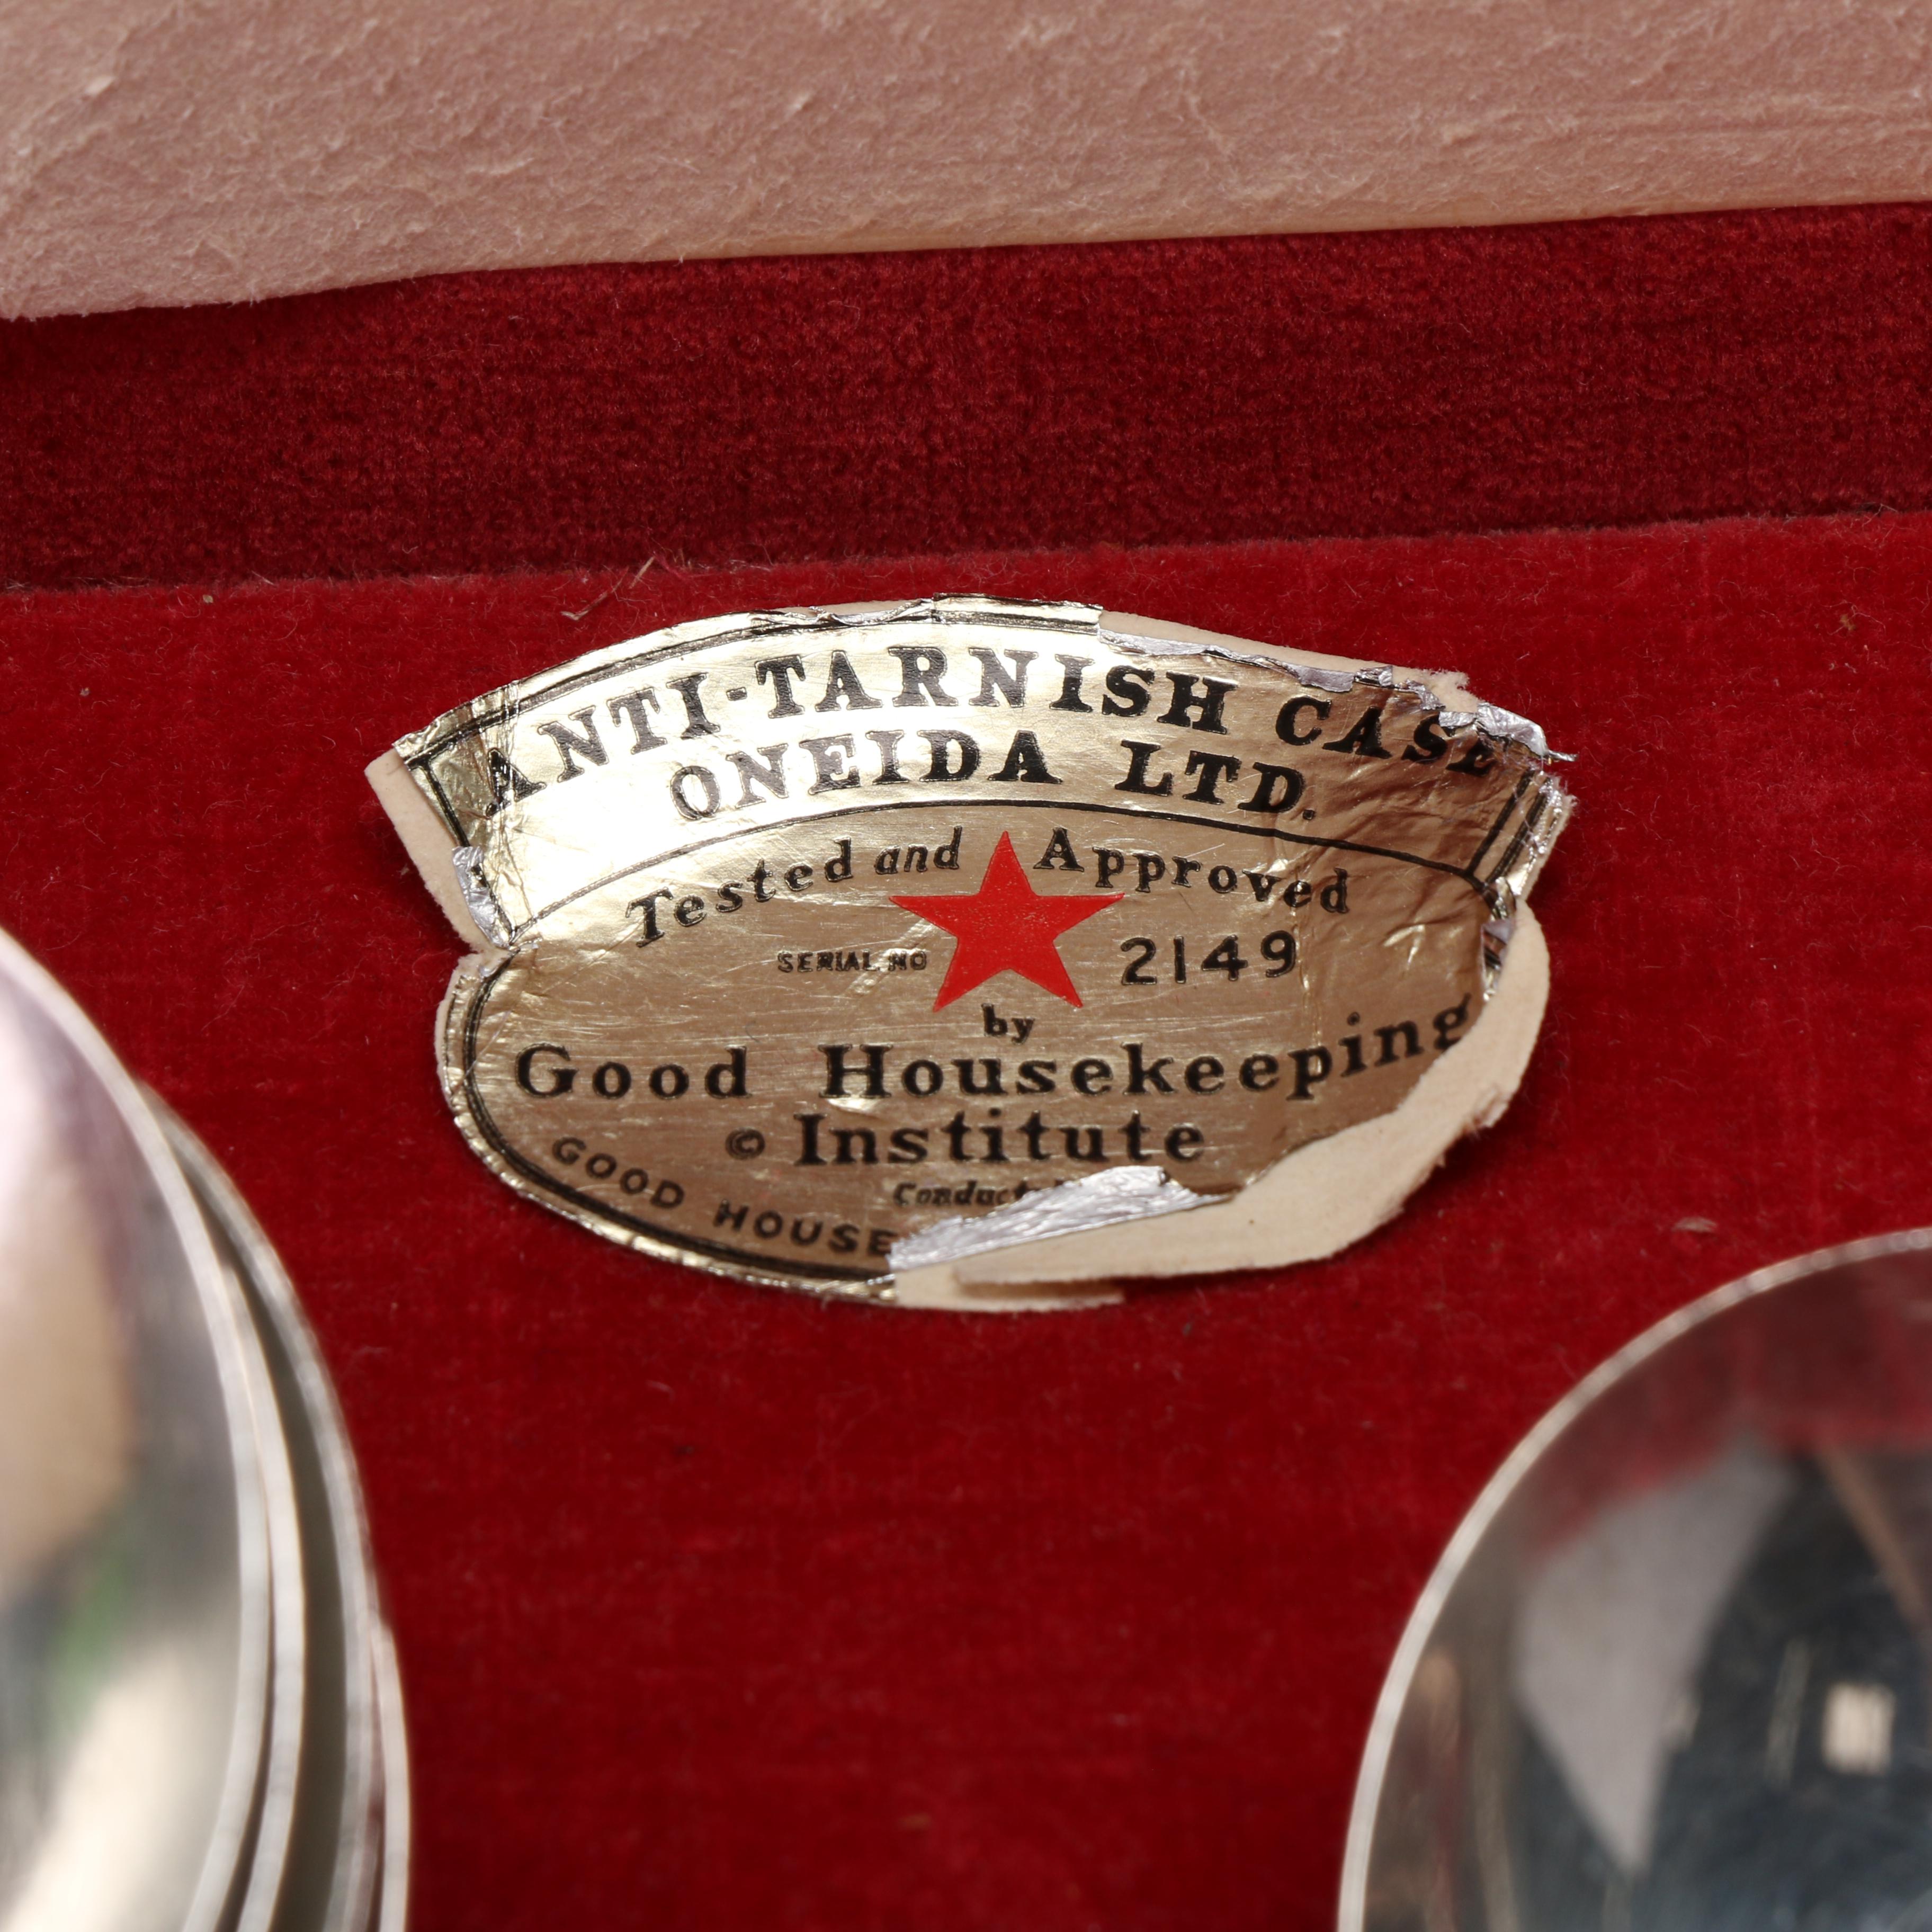 ANTI-TARNISH CASE
ONEIDA LTD.
Tested and Approved
SERIAL NO 2149
by
Good Housekeeping
© Institute
GOOD HOUSE